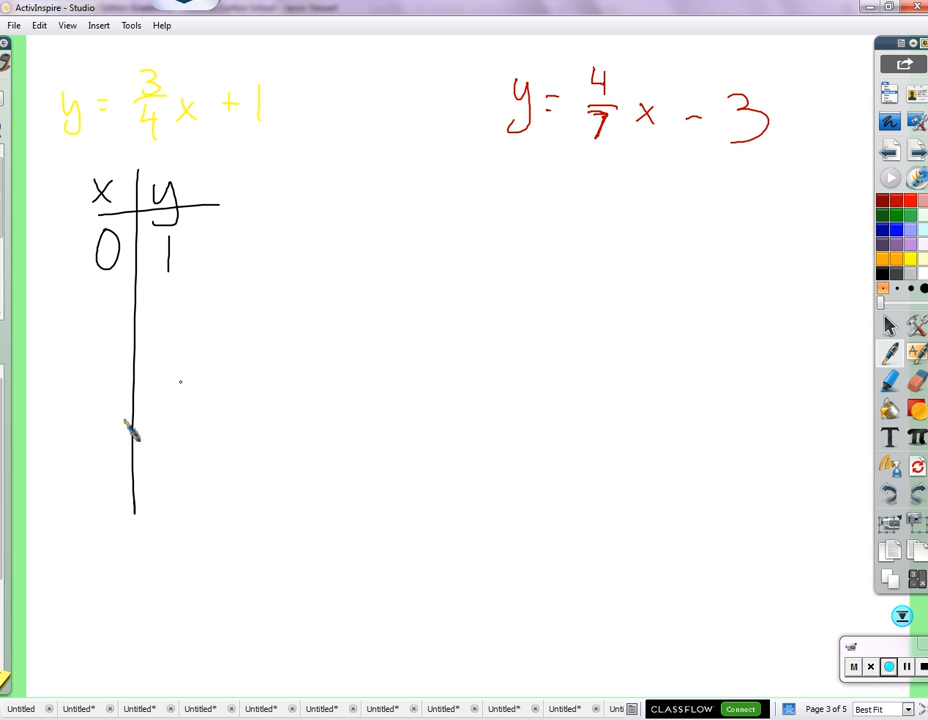 ActivInspire - Studio
File Edit View Insert Tools Help
y = 3/4 x + 1
y = 4/7 x - 3
x y
0 1
M
Untitled Untitled* Untitled* Untitled* Untitled* Untitled* Untitled* Untitled* Untitled* Untitled* Unti
CLASSFLOW Connect
Page 3 of 5 Best Fit